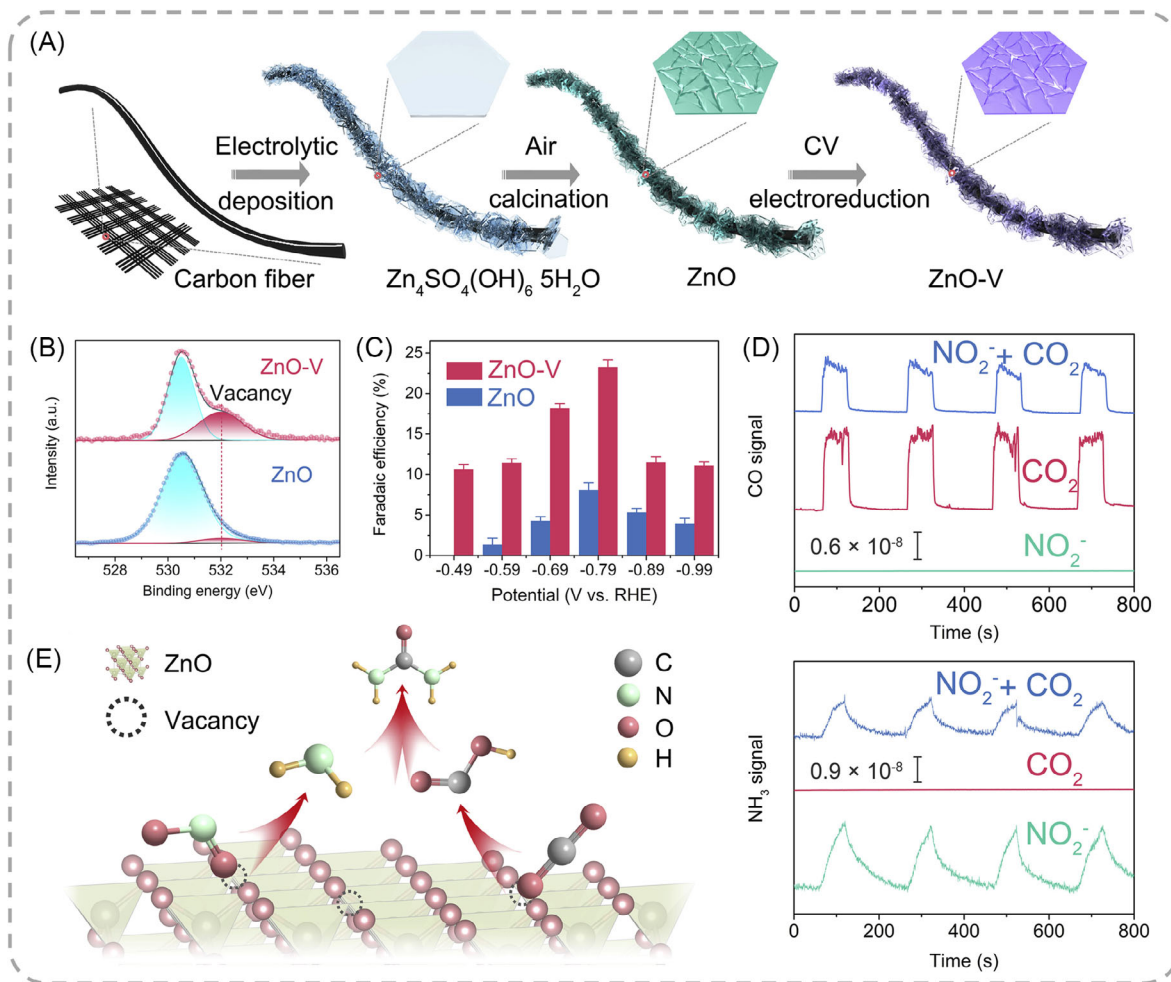 (A)
Electrolytic
deposition
Air
calcination
CV
electroreduction
Carbon fiber
Zn₄SO₄(OH)₆ 5H₂O
ZnO
ZnO-V
(B)
ZnO-V
Vacancy
ZnO
Intensity (a.u.)
528 530 532 534 536
Binding energy (eV)
(C)
ZnO-V
ZnO
Faradaic efficiency (%)
25
20
15
10
5
0
-0.49 -0.59 -0.69 -0.79 -0.89 -0.99
Potential (V vs. RHE)
(D)
NO₂⁻+ CO₂
CO₂
0.6 × 10⁻⁸
NO₂⁻
CO signal
0 200 400 600 800
Time (s)
NO₂⁻+ CO₂
0.9 × 10⁻⁸
CO₂
NO₂⁻
NH₃ signal
0 200 400 600 800
Time (s)
(E)
ZnO
Vacancy
C
N
O
H